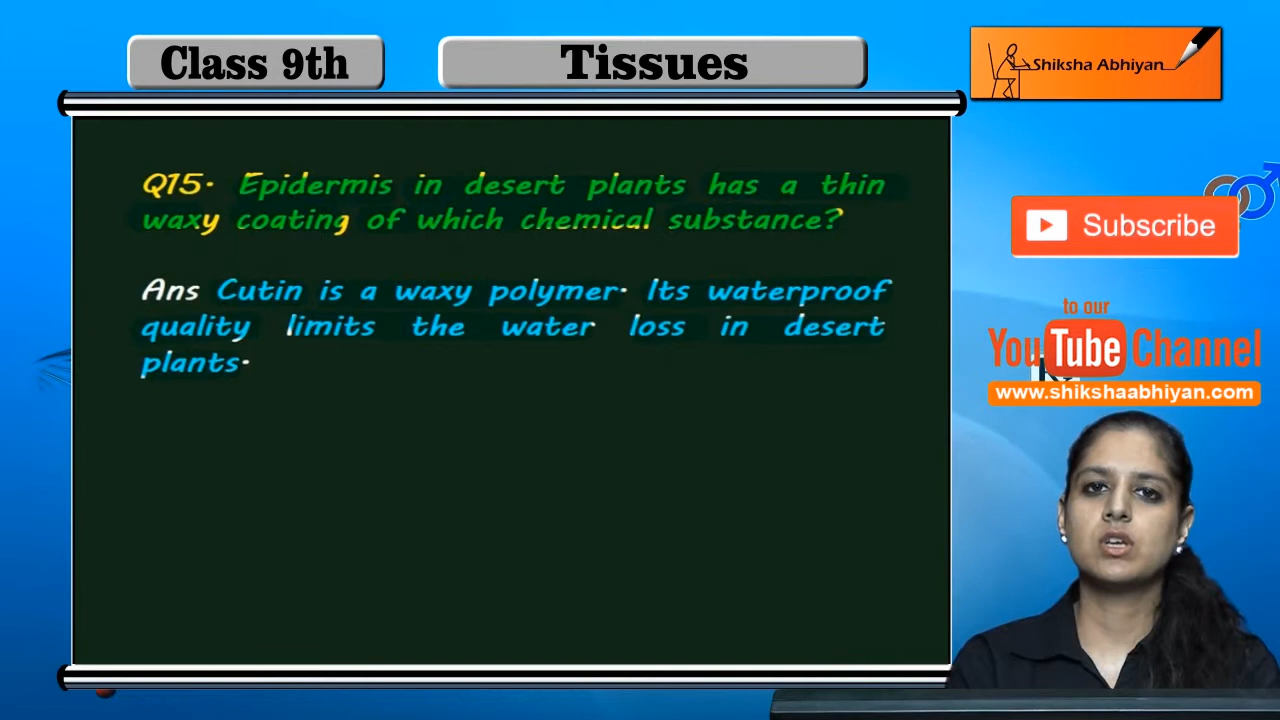 Class 9th
Tissues
Shiksha Abhiyan
Q15. Epidermis in desert plants has a thin
waxy coating of which chemical substance?
Ans Cutin is a waxy polymer. Its waterproof
quality limits the water loss in desert
plants.
Subscribe
to our
YouTube Channel
www.shikshaabhiyan.com